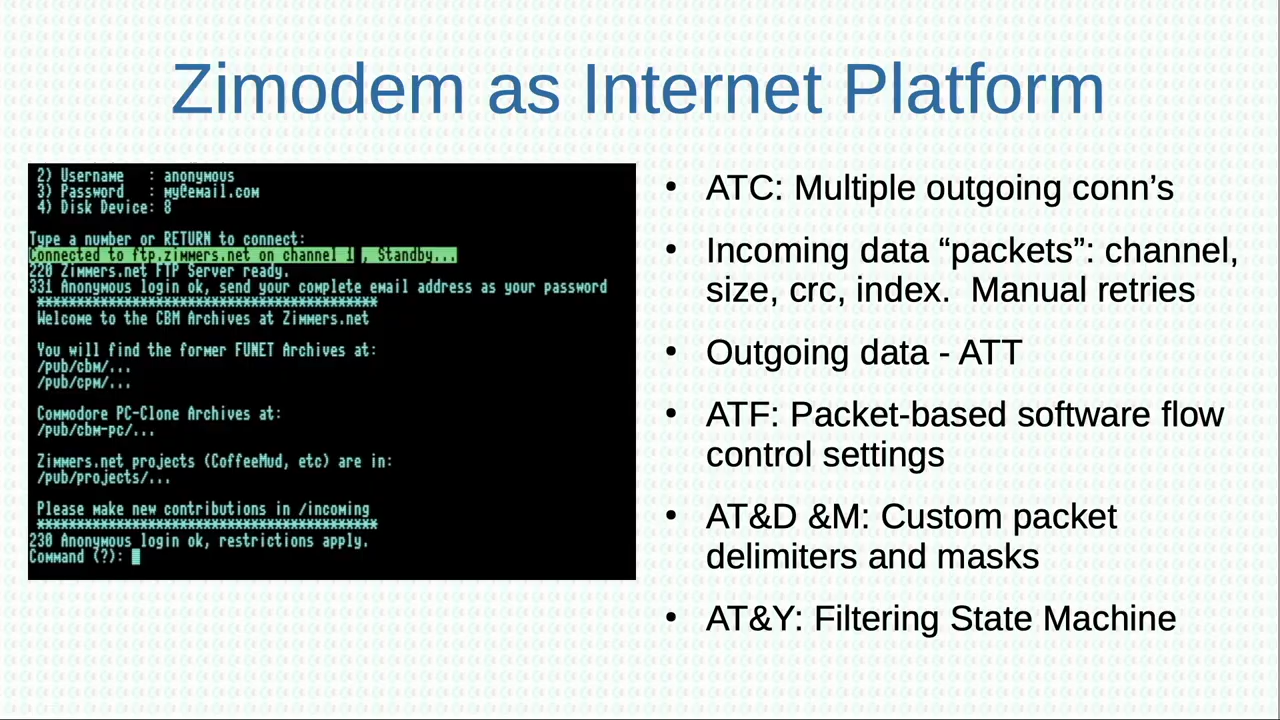 Zimodem as Internet Platform
2) Username   : anonymous
3) Password   : my@email.com
4) Disk Device: 8
Type a number or RETURN to connect:
Connected to ftp.zimmers.net on channel 1 , Standby...
220 Zimmers.net FTP Server ready.
331 Anonymous login ok, send your complete email address as your password
*******************************************
Welcome to the CBM Archives at Zimmers.net
You will find the former FUNET Archives at:
/pub/cbm/...
/pub/cpm/...
Commodore PC-Clone Archives at:
/pub/cbm-pc/...
Zimmers.net projects (CoffeeMud, etc) are in:
/pub/projects/...
Please make new contributions in /incoming
*******************************************
230 Anonymous login ok, restrictions apply.
Command (?):
• ATC: Multiple outgoing conn’s
• Incoming data “packets”: channel,
size, crc, index.  Manual retries
• Outgoing data - ATT
• ATF: Packet-based software flow
control settings
• AT&D &M: Custom packet
delimiters and masks
• AT&Y: Filtering State Machine